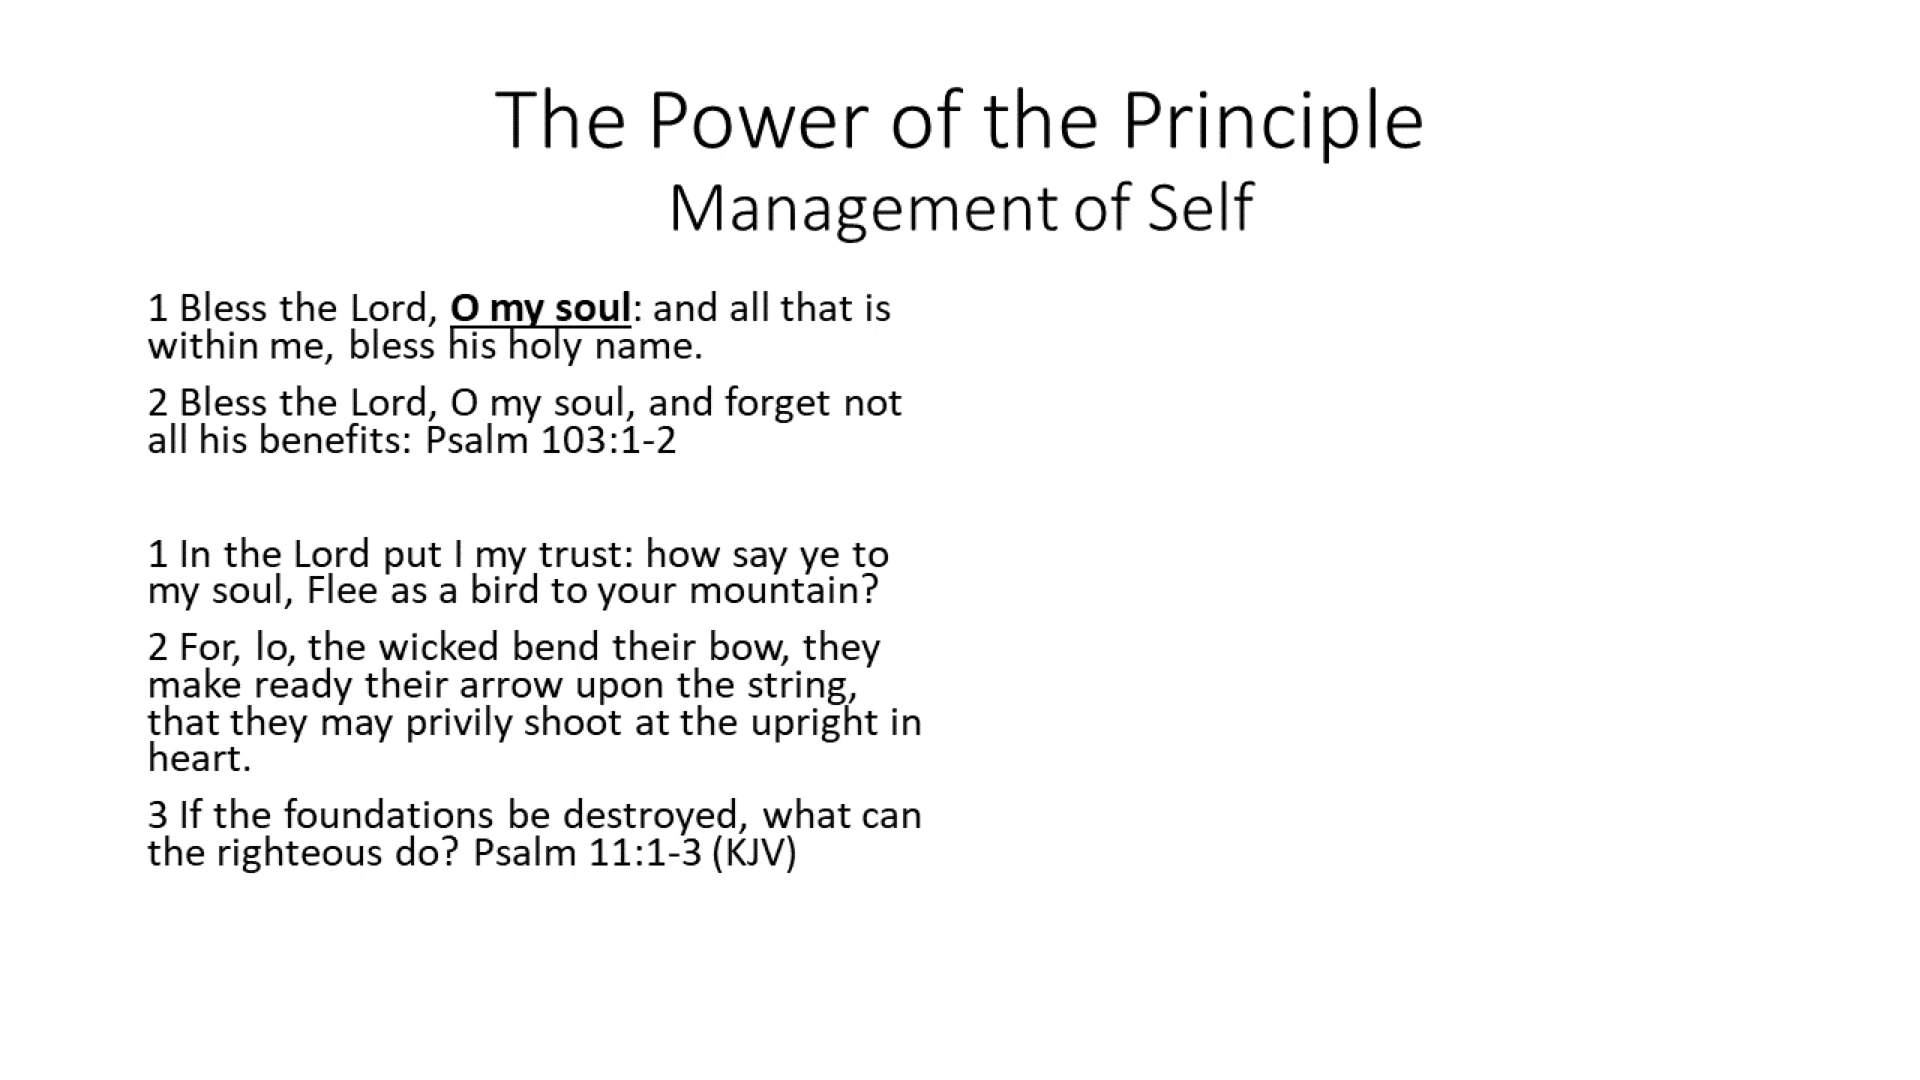 The Power of the Principle
Management of Self
1 Bless the Lord, O my soul: and all that is
within me, bless his holy name.
2 Bless the Lord, O my soul, and forget not
all his benefits: Psalm 103:1-2
1 In the Lord put I my trust: how say ye to
my soul, Flee as a bird to your mountain?
2 For, lo, the wicked bend their bow, they
make ready their arrow upon the string,
that they may privily shoot at the upright in
heart.
3 If the foundations be destroyed, what can
the righteous do? Psalm 11:1-3 (KJV)